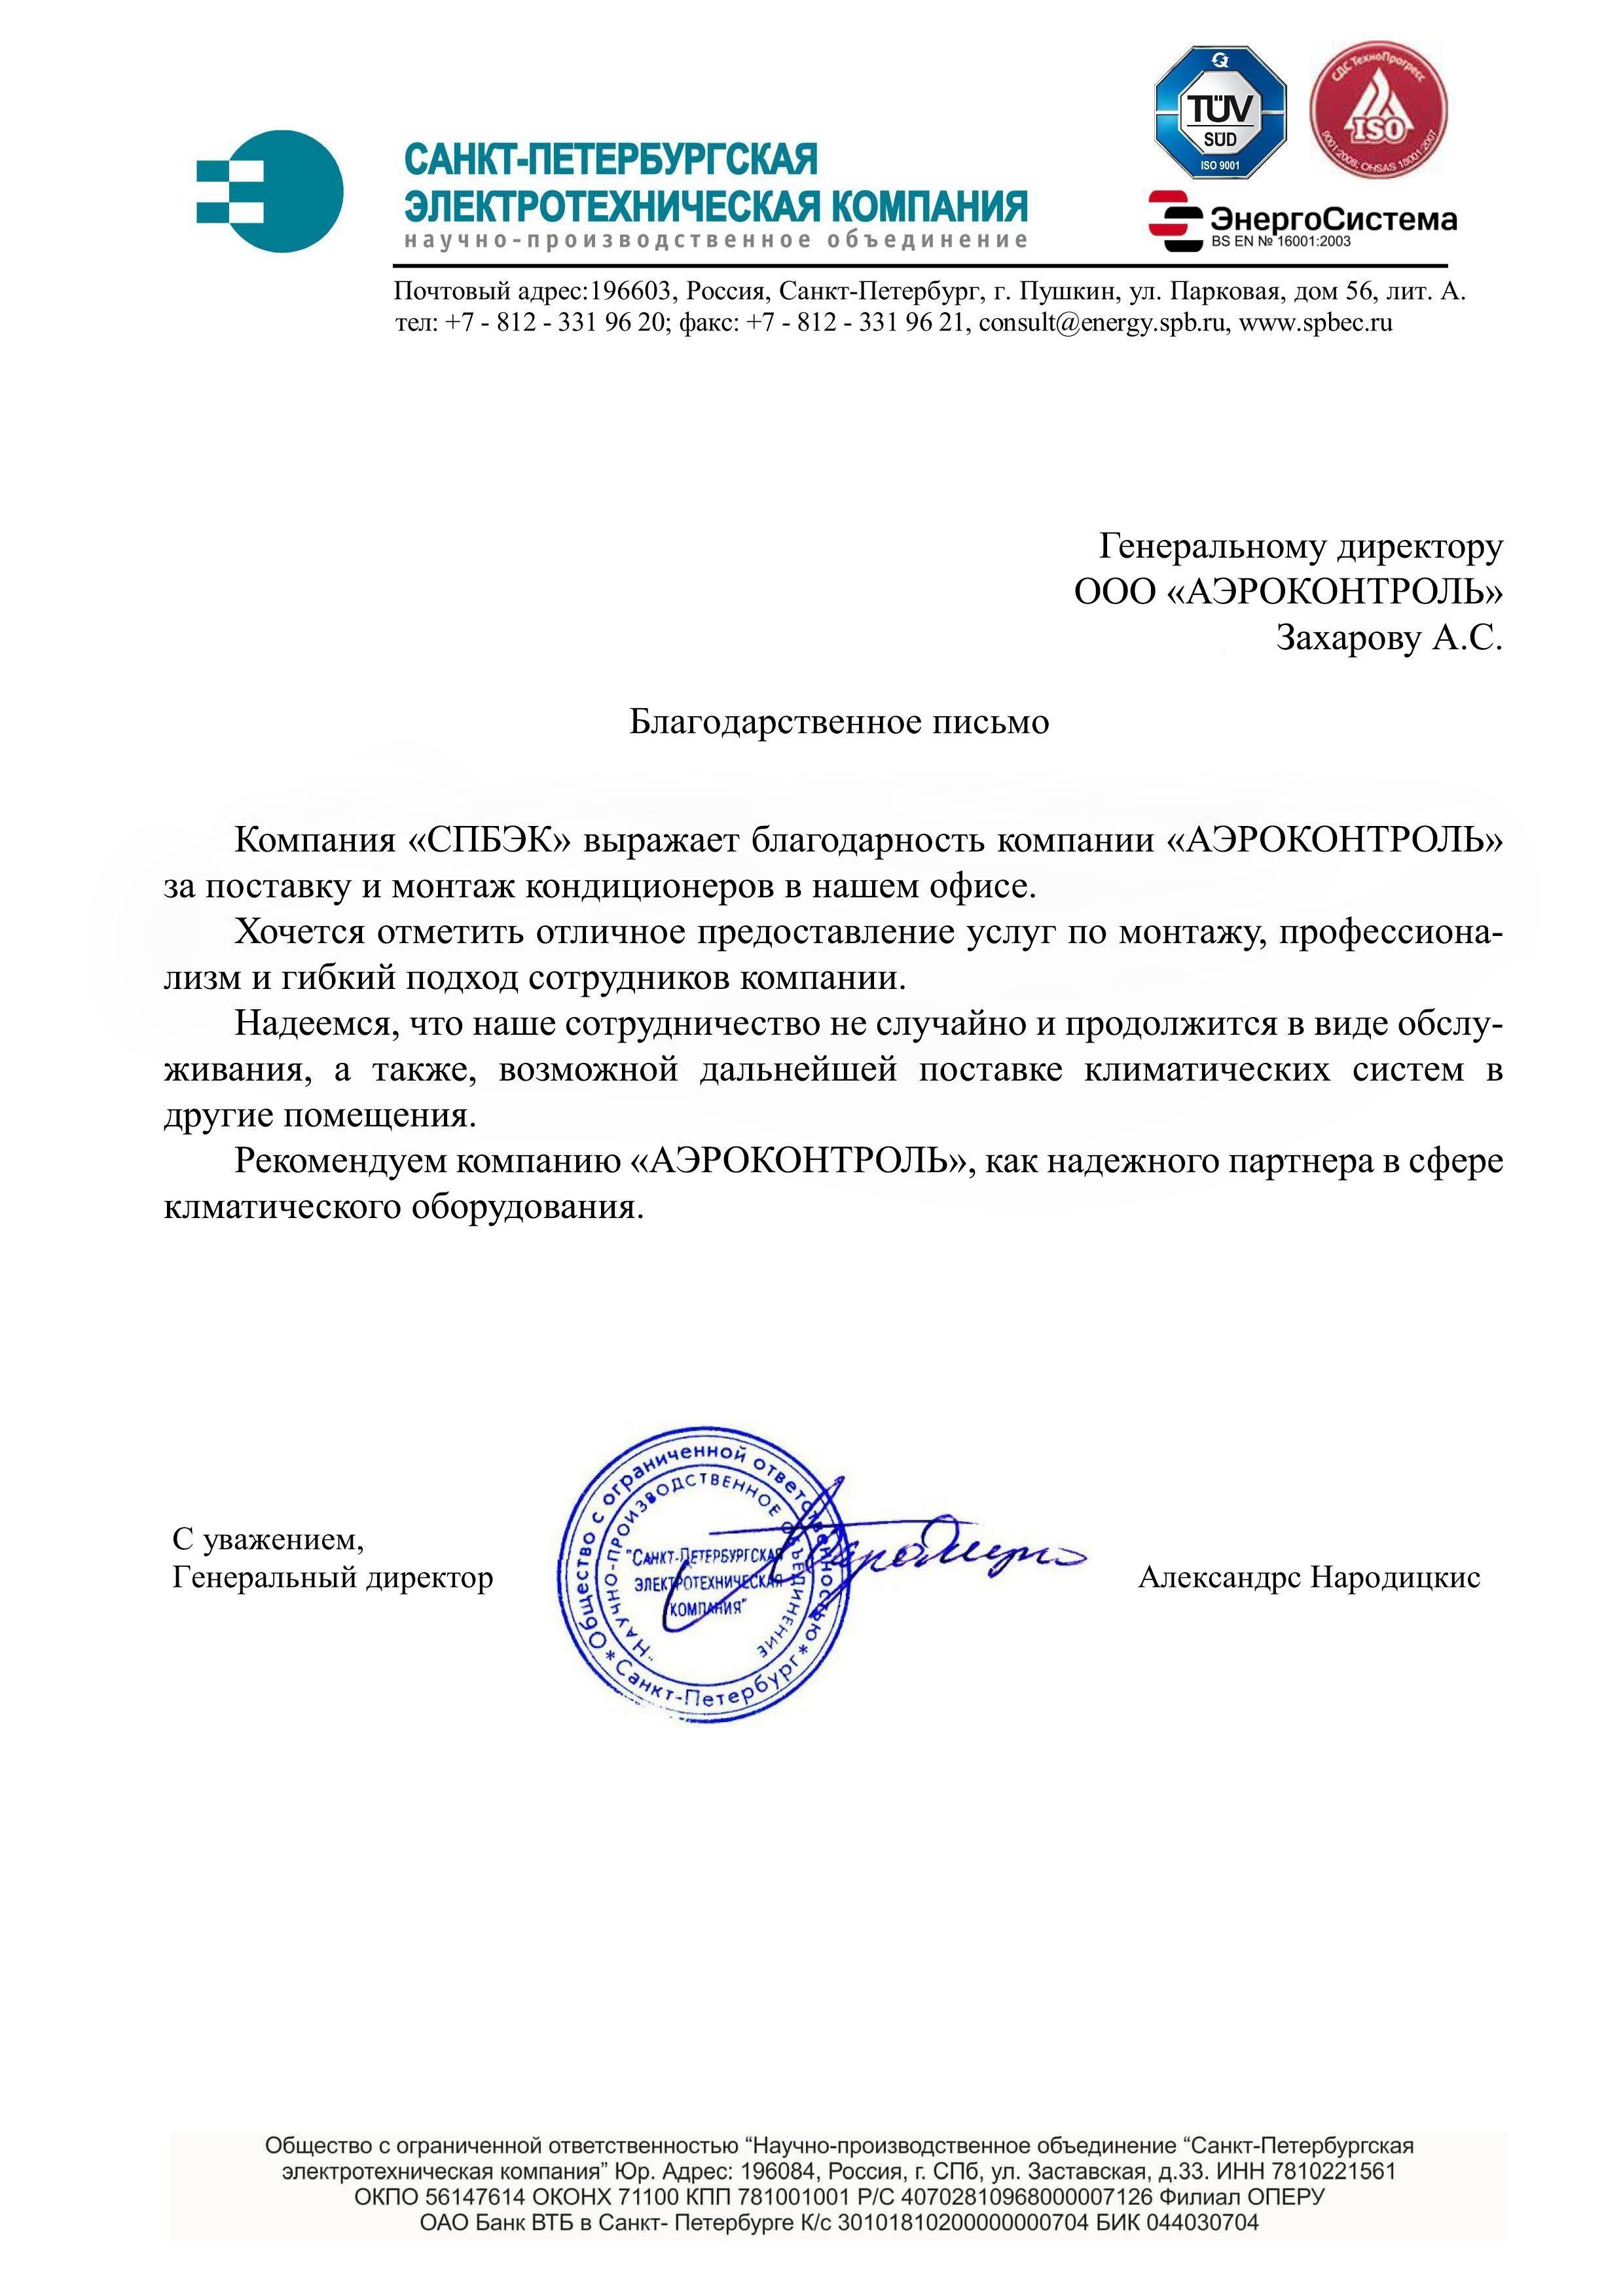 TÜV
SÜD
ISO 9001
СДС ТехноПрогресс
ISO
9001:2008; OHSAS 18001:2007
САНКТ-ПЕТЕРБУРГСКАЯ
ЭЛЕКТРОТЕХНИЧЕСКАЯ КОМПАНИЯ
научно-производственное объединение
ЭнергоСистема
BS EN № 16001:2003
Почтовый адрес:196603, Россия, Санкт-Петербург, г. Пушкин, ул. Парковая, дом 56, лит. А.
тел: +7 - 812 - 331 96 20; факс: +7 - 812 - 331 96 21, consult@energy.spb.ru, www.spbec.ru
Генеральному директору
ООО «АЭРОКОНТРОЛЬ»
Захарову А.С.
Благодарственное письмо
Компания «СПБЭК» выражает благодарность компании «АЭРОКОНТРОЛЬ»
за поставку и монтаж кондиционеров в нашем офисе.
Хочется отметить отличное предоставление услуг по монтажу, профессиона-
лизм и гибкий подход сотрудников компании.
Надеемся, что наше сотрудничество не случайно и продолжится в виде обслу-
живания, а также, возможной дальнейшей поставке климатических систем в
другие помещения.
Рекомендуем компанию «АЭРОКОНТРОЛЬ», как надежного партнера в сфере
клматического оборудования.
С уважением,
Генеральный директор
Общество с ограниченной ответственностью
*Санкт-Петербург*
"НАУЧНО-ПРОИЗВОДСТВЕННОЕ ОБЪЕДИНЕНИЕ
"САНКТ-ПЕТЕРБУРГСКАЯ
ЭЛЕКТРОТЕХНИЧЕСКАЯ
КОМПАНИЯ"
Александрс Народицкис
Общество с ограниченной ответственностью “Научно-производственное объединение “Санкт-Петербургская
электротехническая компания” Юр. Адрес: 196084, Россия, г. СПб, ул. Заставская, д.33. ИНН 7810221561
ОКПО 56147614 ОКОНХ 71100 КПП 781001001 Р/С 40702810968000007126 Филиал ОПЕРУ
ОАО Банк ВТБ в Санкт- Петербурге К/с 30101810200000000704 БИК 044030704